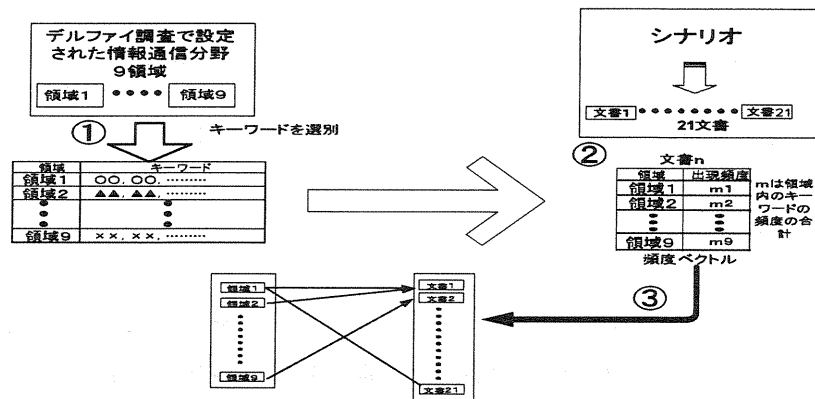 デルファイ調査で設定
された情報通信分野
9領域
領域1 ●●●● 領域9
① キーワードを選別
領域 キーワード
領域1 ○○, ○○, ………
領域2 ▲▲, ▲▲, ………
領域9 ××, ××, ………
シナリオ
文書1 ●●●●●●●● 文書21
21文書
②
文書n
領域 出現頻度
領域1 m1
領域2 m2
領域9 m9
頻度ベクトル
mは領域
内のキー
ワードの
頻度の合
計
③
領域1
領域2
領域9
文書1
文書2
文書21